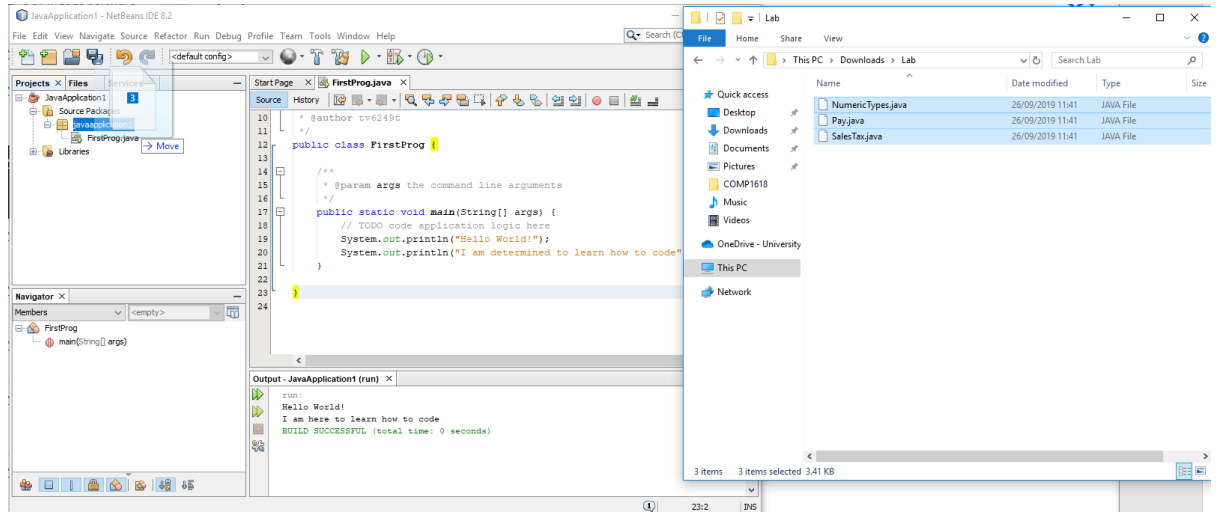 JavaApplication1 - NetBeans IDE 8.2
File Edit View Navigate Source Refactor Run Debug Profile Team Tools Window Help
<default config>
Projects Files
JavaApplication1
Source Packages
FirstProg.java
Libraries
3
Move
Navigator
Members
<empty>
FirstProg
main(String[] args)
Start Page FirstProg.java
Source History
10 * @author tv6249t
11 */
12 public class FirstProg {
13
14 /**
15 * @param args the command line arguments
16 */
17 public static void main(String[] args) {
18 // TODO code application logic here
19 System.out.println("Hello World!");
20 System.out.println("I am determined to learn how to code"
21 }
22
23 }
24
Output - JavaApplication1 (run)
run:
Hello World!
I am here to learn how to code
BUILD SUCCESSFUL (total time: 0 seconds)
1
23:2 INS
Lab
File Home Share View
This PC Downloads Lab
Search Lab
Quick access
Desktop
Downloads
Documents
Pictures
COMP1618
Music
Videos
OneDrive - University
This PC
Network
Name Date modified Type Size
NumericTypes.java 26/09/2019 11:41 JAVA File
Pay.java 26/09/2019 11:41 JAVA File
SalesTax.java 26/09/2019 11:41 JAVA File
3 items 3 items selected 3.41 KB